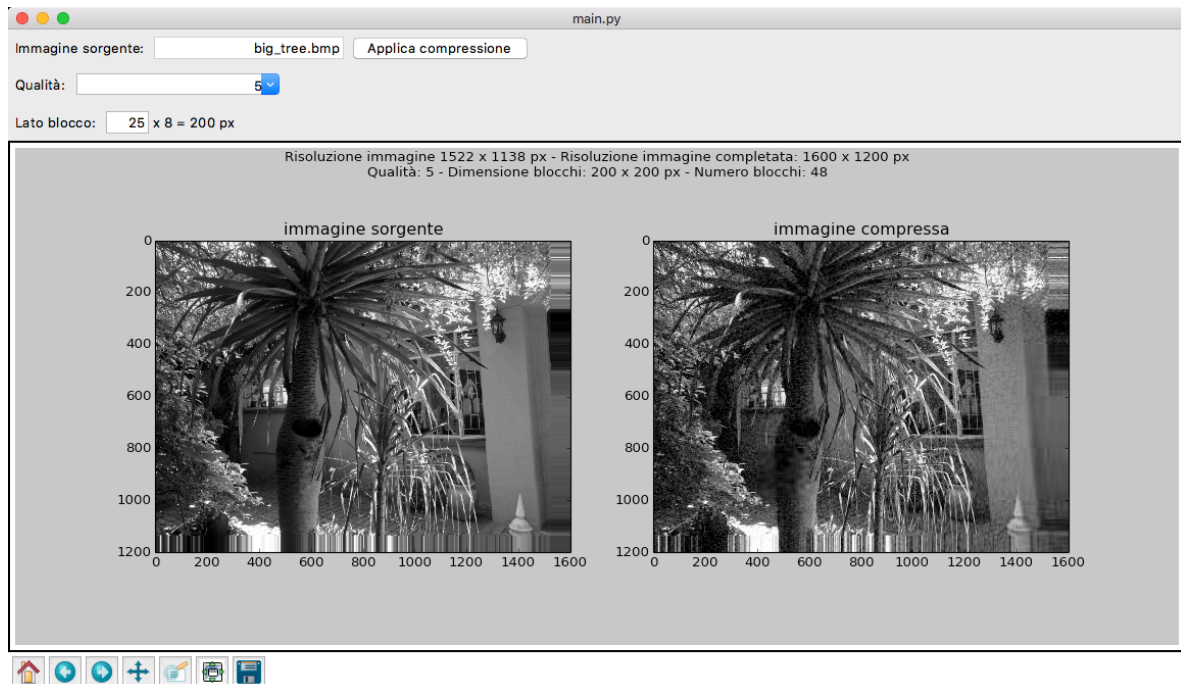 main.py
Immagine sorgente: big_tree.bmp Applica compressione
Qualità: 5
Lato blocco: 25 x 8 = 200 px
Risoluzione immagine 1522 x 1138 px - Risoluzione immagine completata: 1600 x 1200 px
Qualità: 5 - Dimensione blocchi: 200 x 200 px - Numero blocchi: 48
immagine sorgente
0
200
400
600
800
1000
1200
0 200 400 600 800 1000 1200 1400 1600
immagine compressa
0
200
400
600
800
1000
1200
0 200 400 600 800 1000 1200 1400 1600